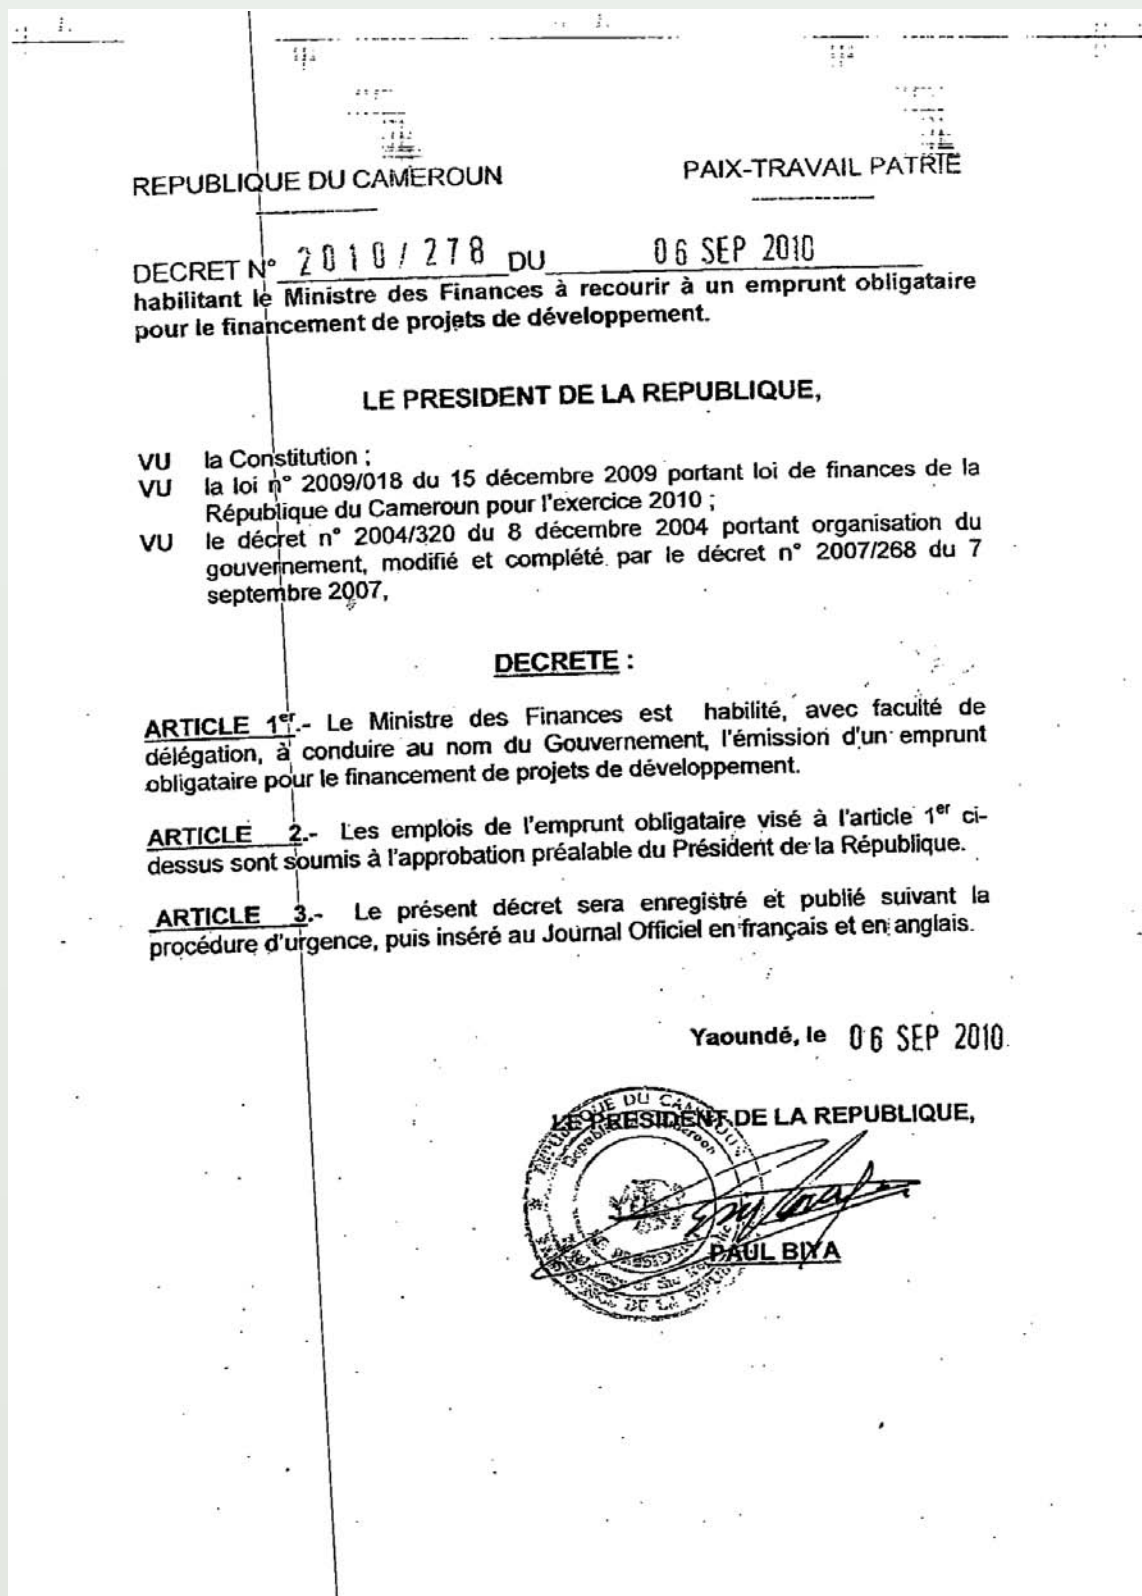 REPUBLIQUE DU CAMEROUN
PAIX-TRAVAIL PATRIE
DECRET N° 2010/278 DU 06 SEP 2010
habilitant le Ministre des Finances à recourir à un emprunt obligataire
pour le financement de projets de développement.
LE PRESIDENT DE LA REPUBLIQUE,
VU la Constitution ;
VU la loi n° 2009/018 du 15 décembre 2009 portant loi de finances de la
République du Cameroun pour l'exercice 2010 ;
VU le décret n° 2004/320 du 8 décembre 2004 portant organisation du
gouvernement, modifié et complété par le décret n° 2007/268 du 7
septembre 2007,
DECRETE :
ARTICLE 1er.- Le Ministre des Finances est habilité, avec faculté de
délégation, à conduire au nom du Gouvernement, l'émission d'un emprunt
obligataire pour le financement de projets de développement.
ARTICLE 2.- Les emplois de l'emprunt obligataire visé à l'article 1er ci-
dessus sont soumis à l'approbation préalable du Président de la République.
ARTICLE 3.- Le présent décret sera enregistré et publié suivant la
procédure d'urgence, puis inséré au Journal Officiel en français et en anglais.
Yaoundé, le 06 SEP 2010
LE PRESIDENT DE LA REPUBLIQUE,
PAUL BIYA